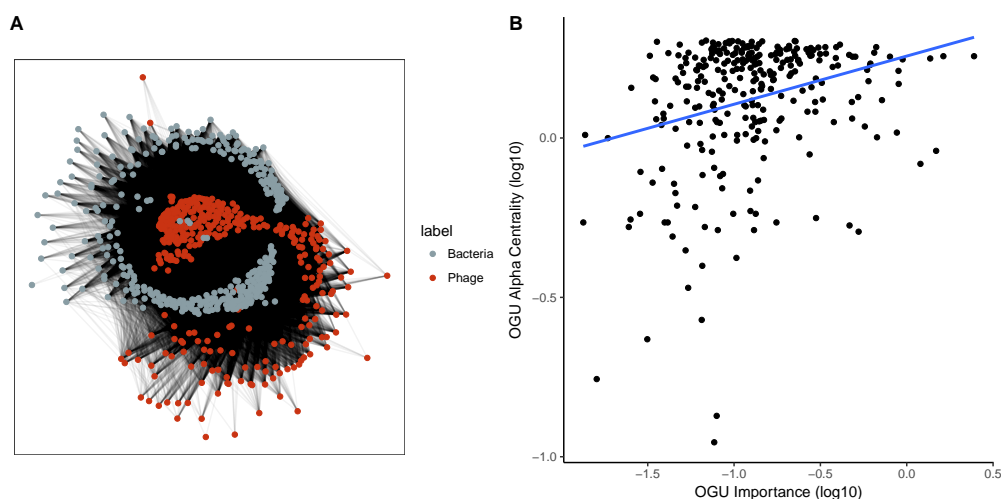 A
label
Bacteria
Phage
B
OGU Alpha Centrality (log10)
0.0
−0.5
−1.0
−1.5
−1.0
−0.5
0.0
0.5
OGU Importance (log10)